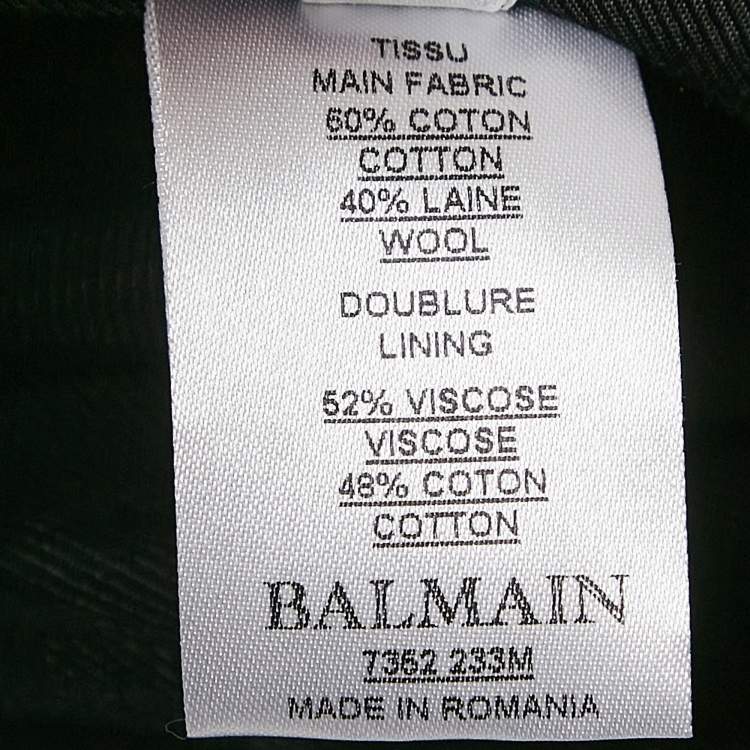 TISSU
MAIN FABRIC
60% COTON
COTTON
40% LAINE
WOOL
DOUBLURE
LINING
52% VISCOSE
VISCOSE
48% COTON
COTTON
BALMAIN
7352 233M
MADE IN ROMANIA